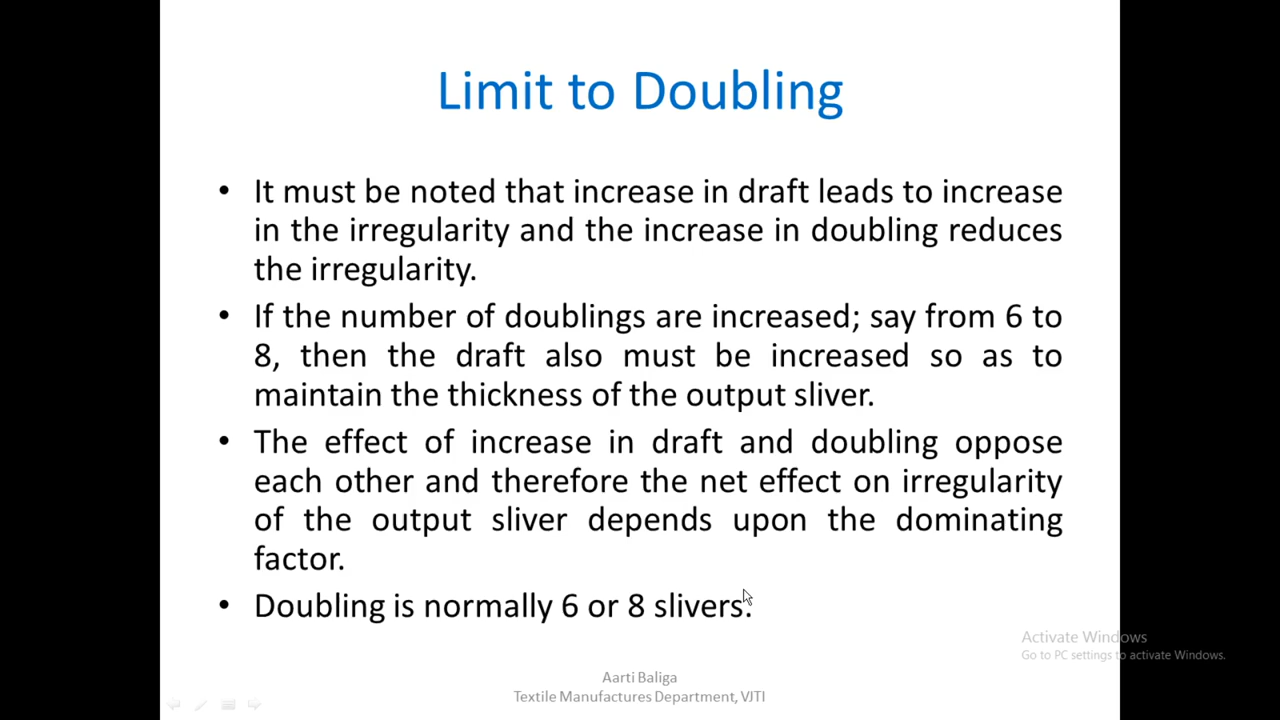 Limit to Doubling
• It must be noted that increase in draft leads to increase
in the irregularity and the increase in doubling reduces
the irregularity.
• If the number of doublings are increased; say from 6 to
8, then the draft also must be increased so as to
maintain the thickness of the output sliver.
• The effect of increase in draft and doubling oppose
each other and therefore the net effect on irregularity
of the output sliver depends upon the dominating
factor.
• Doubling is normally 6 or 8 slivers.
Activate Windows
Go to PC settings to activate Windows.
Aarti Baliga
Textile Manufactures Department, VJTI